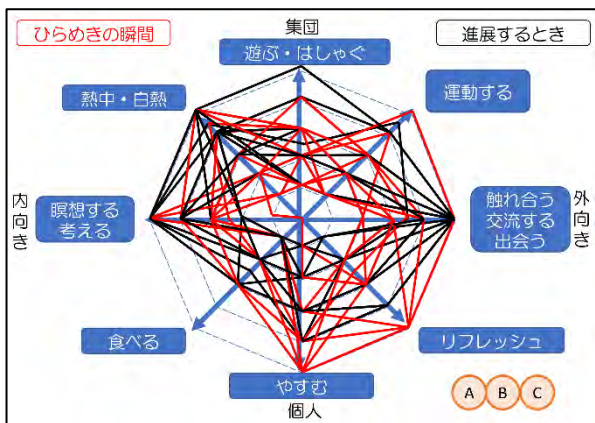 ひらめきの瞬間
集団
進展するとき
遊ぶ・はしゃぐ
熱中・白熱
運動する
内向き
瞑想する
考える
触れ合う
交流する
出会う
外向き
食べる
リフレッシュ
やすむ
個人
A B C